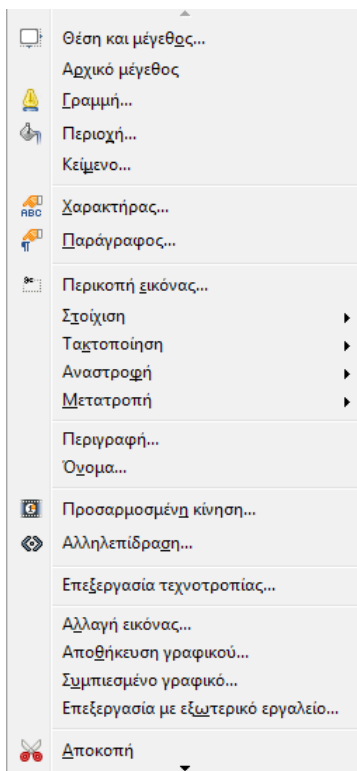 Θέση και μέγεθος...
Αρχικό μέγεθος
Γραμμή...
Περιοχή...
Κείμενο...
ABC Χαρακτήρας...
Παράγραφος...
Περικοπή εικόνας...
Στοίχιση
Τακτοποίηση
Αναστροφή
Μετατροπή
Περιγραφή...
Όνομα...
Προσαρμοσμένη κίνηση...
Αλληλεπίδραση...
Επεξεργασία τεχνοτροπίας...
Αλλαγή εικόνας...
Αποθήκευση γραφικού...
Συμπιεσμένο γραφικό...
Επεξεργασία με εξωτερικό εργαλείο...
Αποκοπή